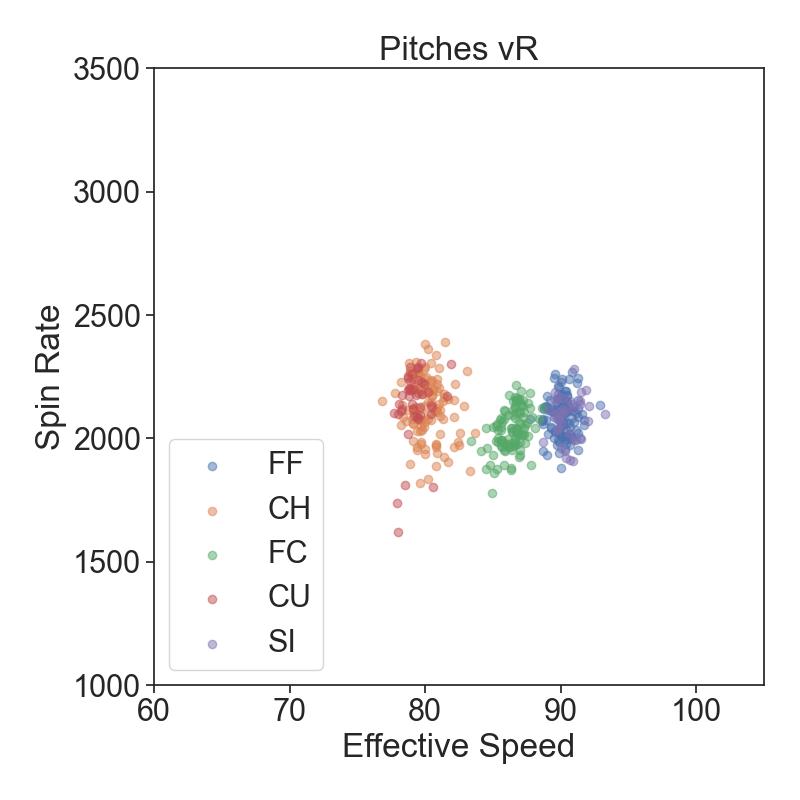 Pitches vR
3500
3000
2500
2000
1500
1000
Spin Rate
FF
CH
FC
CU
SI
60 70 80 90 100
Effective Speed